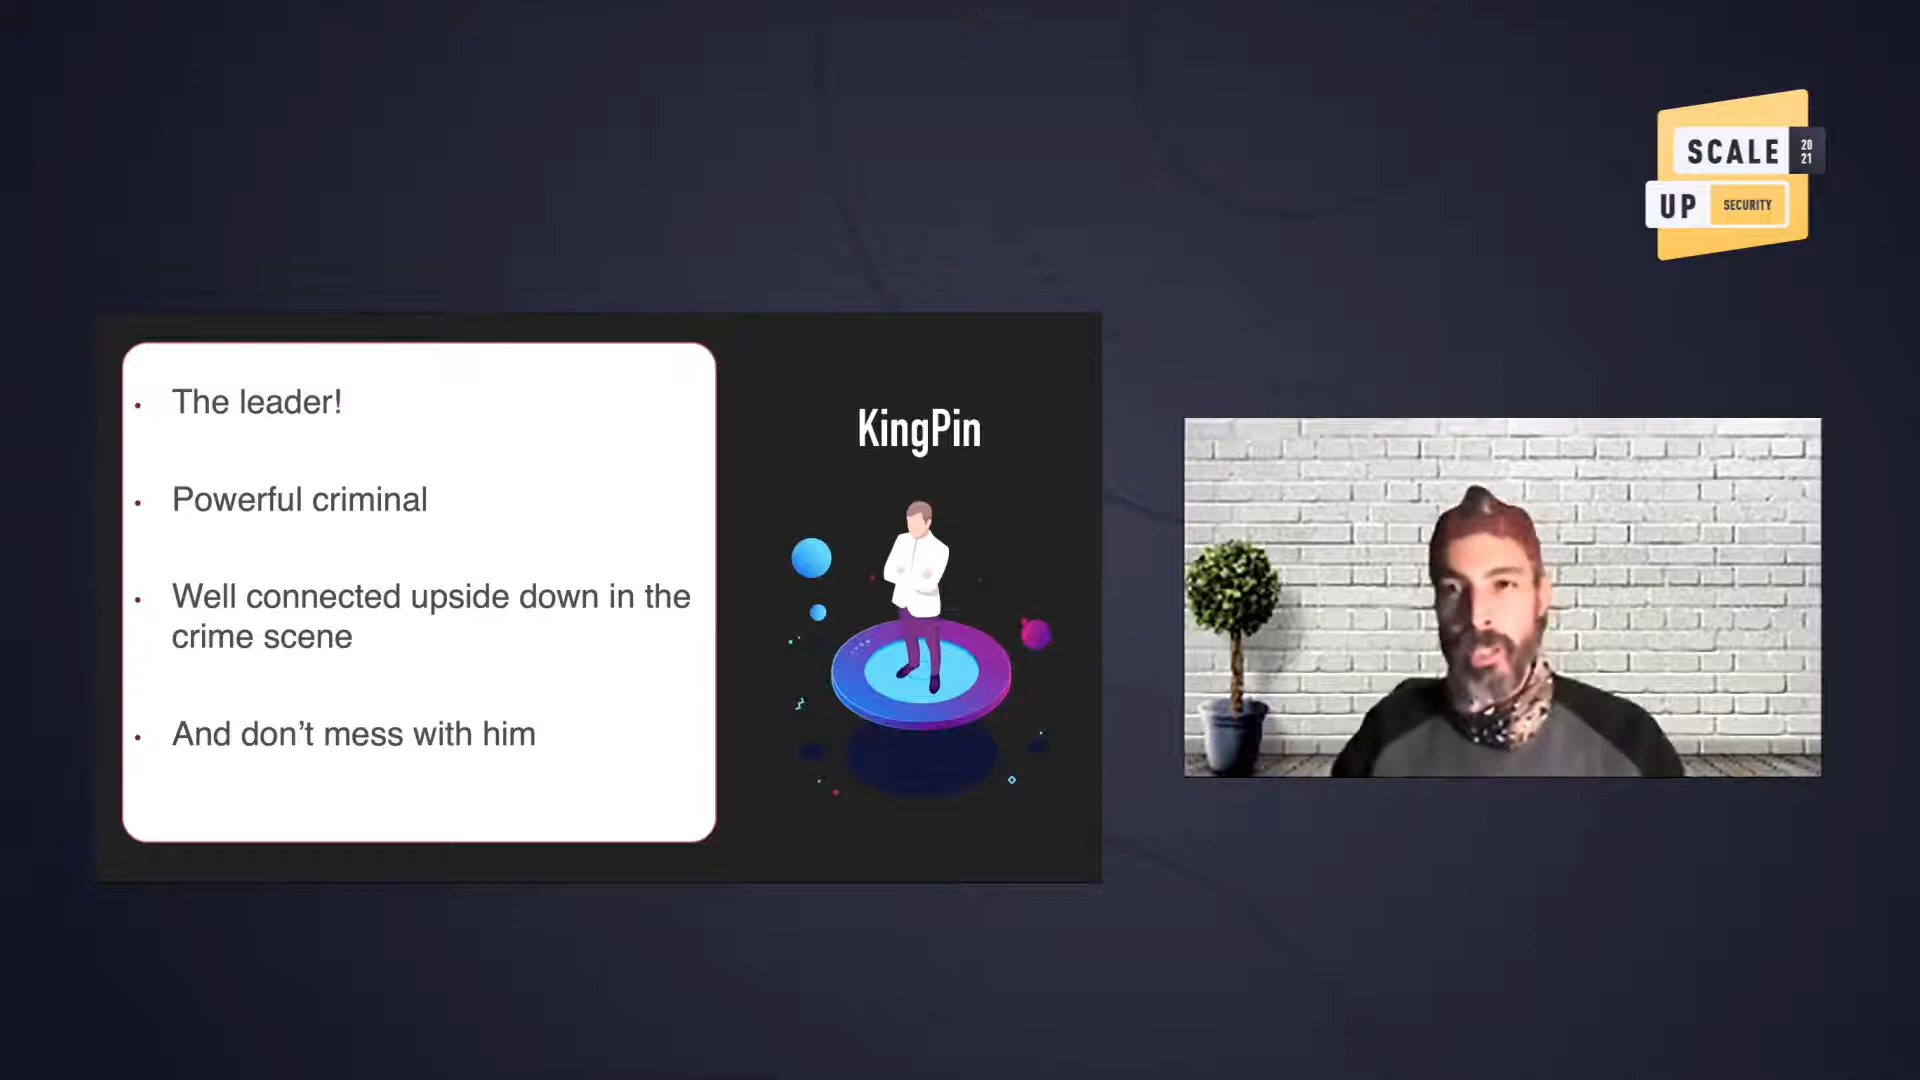 SCALE
20
21
UP
SECURITY
The leader!
KingPin
Powerful criminal
Well connected upside down in the
crime scene
And don’t mess with him